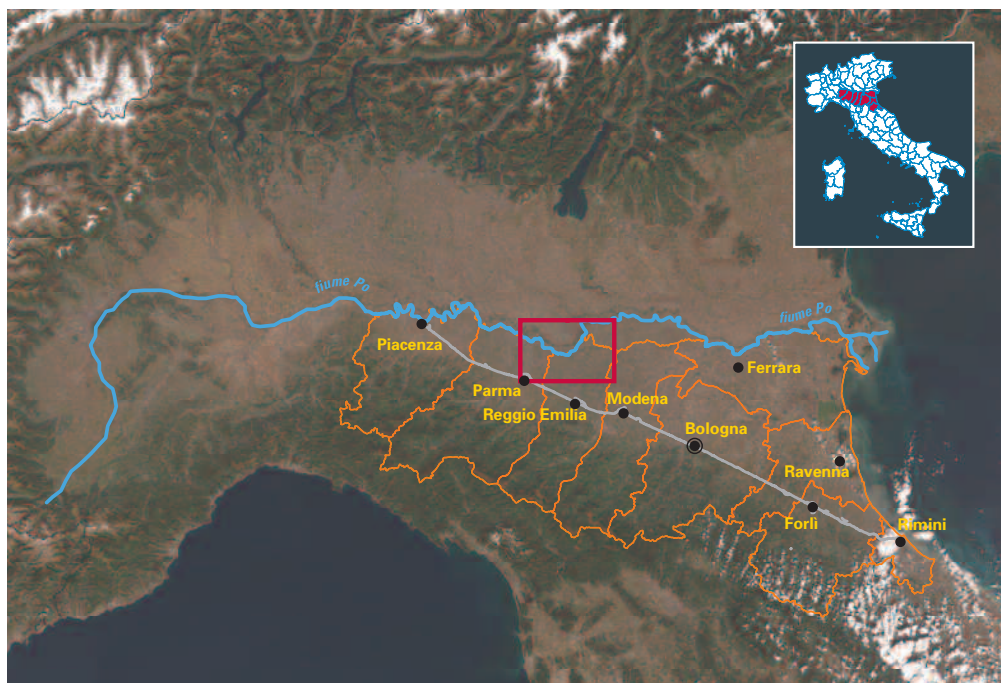 fiume Po
fiume Po
Piacenza
Ferrara
Parma
Modena
Reggio Emilia
Bologna
Ravenna
Forlì
Rimini